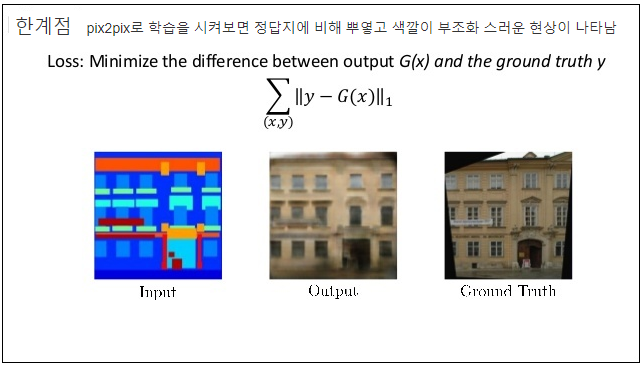 한계점 pix2pix로 학습을 시켜보면 정답지에 비해 뿌옇고 색깔이 부조화 스러운 현상이 나타남
Loss: Minimize the difference between output G(x) and the ground truth y
∑(x,y) ‖y − G(x)‖₁
Input Output Ground Truth